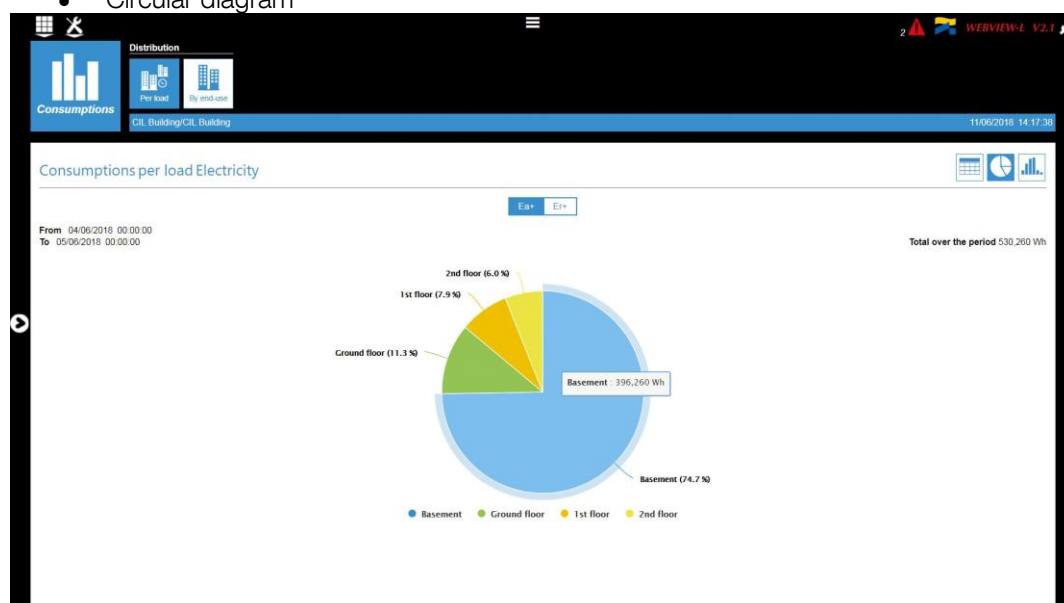 • Circular diagram
2 WEBVIEW-L V2.1
Distribution
Per load By end-use
Consumptions
CIL Building/CIL Building 11/06/2018 14:17:38
Consumptions per load Electricity
Ea+ Er+
From 04/06/2018 00:00:00
To 05/06/2018 00:00:00
Total over the period 530,260 Wh
2nd floor (6.0 %)
1st floor (7.9 %)
Ground floor (11.3 %)
Basement : 396,260 Wh
Basement (74.7 %)
Basement Ground floor 1st floor 2nd floor